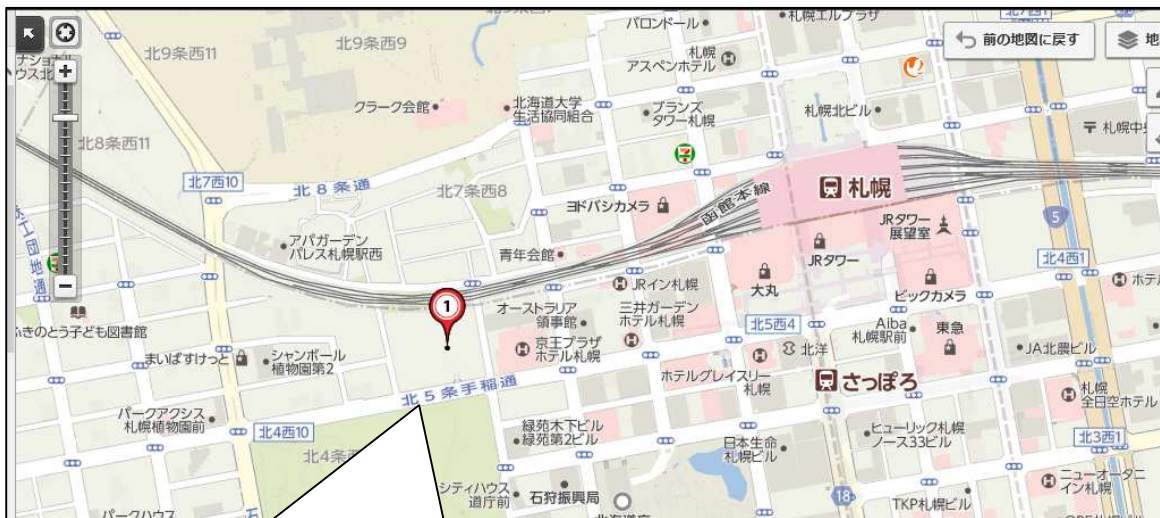 バロンドール
札幌エルプラザ
北7西1
前の地図に戻す
北9条西11
北9条西9
札幌
アスペンホテル
クラーク会館
北海道大学
生活協同組合
ブランズ
タワー札幌
札幌北ビル
北8条西11
北7西10
北8条通
北7条西8
ヨドバシカメラ
函館本線
札幌
JRタワー
展望室
5
アパガーデン
パレス札幌駅西
青年会館
JRタワー
北4西1
JRイン札幌
大丸
ビックカメラ
1
オーストラリア
領事館
三井ガーデン
ホテル札幌
北5西4
Aiba
札幌駅前
東急
ふきのとう子ども図書館
まいばすけっと
シャンボール
植物園第2
京王プラザ
ホテル札幌
北洋
JA北農ビル
ホテルグレイスリー
札幌
さっぽろ
北5条手稲通
札幌
全日空ホテル
パークアクシス
札幌植物園前
北4西10
緑苑木下ビル
緑苑第2ビル
日本生命
札幌ビル
ヒューリック札幌
ノース33ビル
北3西1
北4条西
シティハウス
道庁前
石狩振興局
18
TKP札幌ビル
ニューオータニ
イン札幌
パークハウス